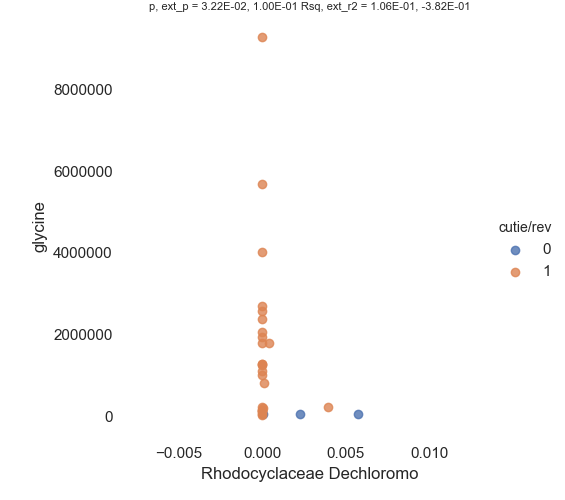 p, ext_p = 3.22E-02, 1.00E-01 Rsq, ext_r2 = 1.06E-01, -3.82E-01
8000000
6000000
4000000
2000000
0
glycine
cutie/rev
0
1
−0.005
0.000
0.005
0.010
Rhodocyclaceae Dechloromo